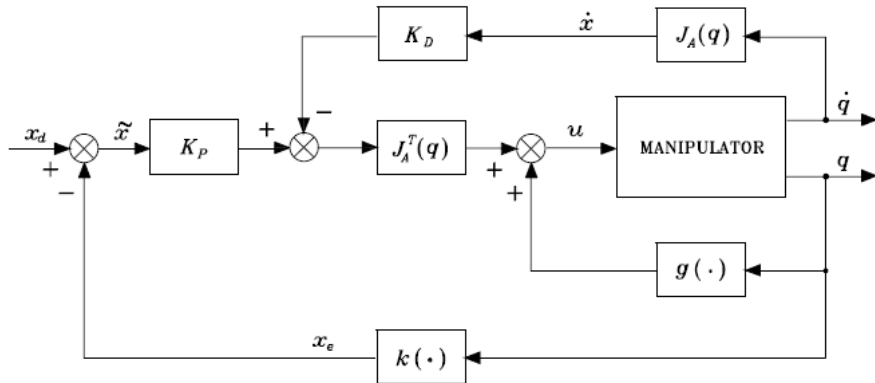 K_D
ẋ
J_A(q)
q̇
x_d
x̃
K_P
J_A^T(q)
u
MANIPULATOR
q
g(·)
x_e
k(·)
+
−
+
−
+
+